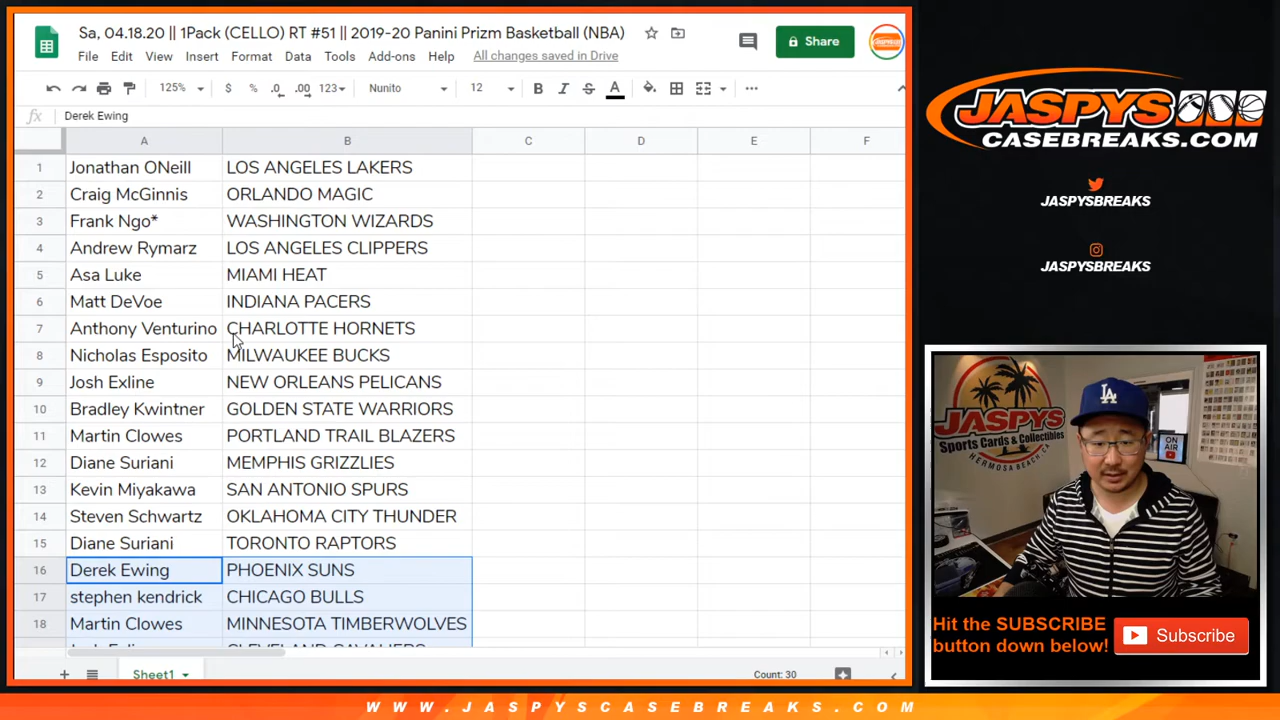 Sa, 04.18.20 || 1Pack (CELLO) RT #51 || 2019-20 Panini Prizm Basketball (NBA)
File Edit View Insert Format Data Tools Add-ons Help All changes saved in Drive
Share
125% $ % .0 .00 123 Nunito 12 B I S A
fx Derek Ewing
A B C D E F
1 Jonathan ONeill LOS ANGELES LAKERS
2 Craig McGinnis ORLANDO MAGIC
3 Frank Ngo* WASHINGTON WIZARDS
4 Andrew Rymarz LOS ANGELES CLIPPERS
5 Asa Luke MIAMI HEAT
6 Matt DeVoe INDIANA PACERS
7 Anthony Venturino CHARLOTTE HORNETS
8 Nicholas Esposito MILWAUKEE BUCKS
9 Josh Exline NEW ORLEANS PELICANS
10 Bradley Kwintner GOLDEN STATE WARRIORS
11 Martin Clowes PORTLAND TRAIL BLAZERS
12 Diane Suriani MEMPHIS GRIZZLIES
13 Kevin Miyakawa SAN ANTONIO SPURS
14 Steven Schwartz OKLAHOMA CITY THUNDER
15 Diane Suriani TORONTO RAPTORS
16 Derek Ewing PHOENIX SUNS
17 stephen kendrick CHICAGO BULLS
18 Martin Clowes MINNESOTA TIMBERWOLVES
Josh Exline CLEVELAND CAVALIERS
Sheet1
Count: 30
JASPYS
CASEBREAKS.COM
JASPYSBREAKS
JASPYSBREAKS
JASPYS
Sports Cards & Collectibles
HERMOSA BEACH CA
ON AIR
LA
Hit the SUBSCRIBE
button down below!
Subscribe
WWW.JASPYSCASEBREAKS.COM